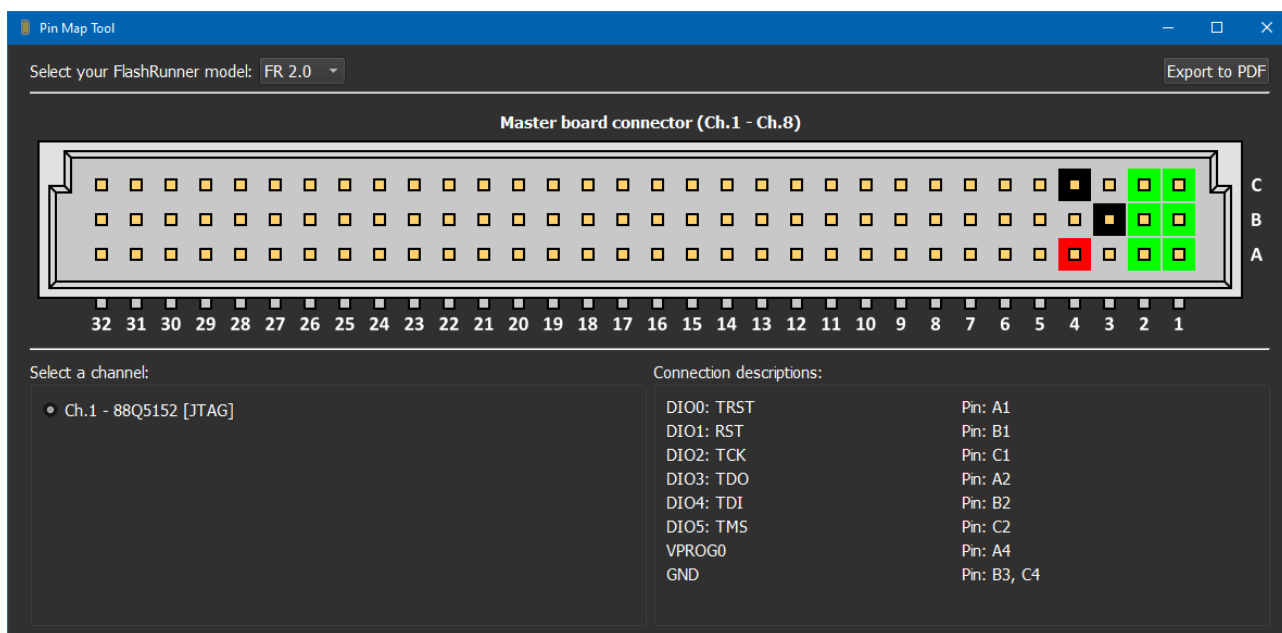 Pin Map Tool
Select your FlashRunner model: FR 2.0
Export to PDF
Master board connector (Ch.1 - Ch.8)
C
B
A
32 31 30 29 28 27 26 25 24 23 22 21 20 19 18 17 16 15 14 13 12 11 10 9 8 7 6 5 4 3 2 1
Select a channel:
Ch.1 - 88Q5152 [JTAG]
Connection descriptions:
DIO0: TRST Pin: A1
DIO1: RST Pin: B1
DIO2: TCK Pin: C1
DIO3: TDO Pin: A2
DIO4: TDI Pin: B2
DIO5: TMS Pin: C2
VPROG0 Pin: A4
GND Pin: B3, C4